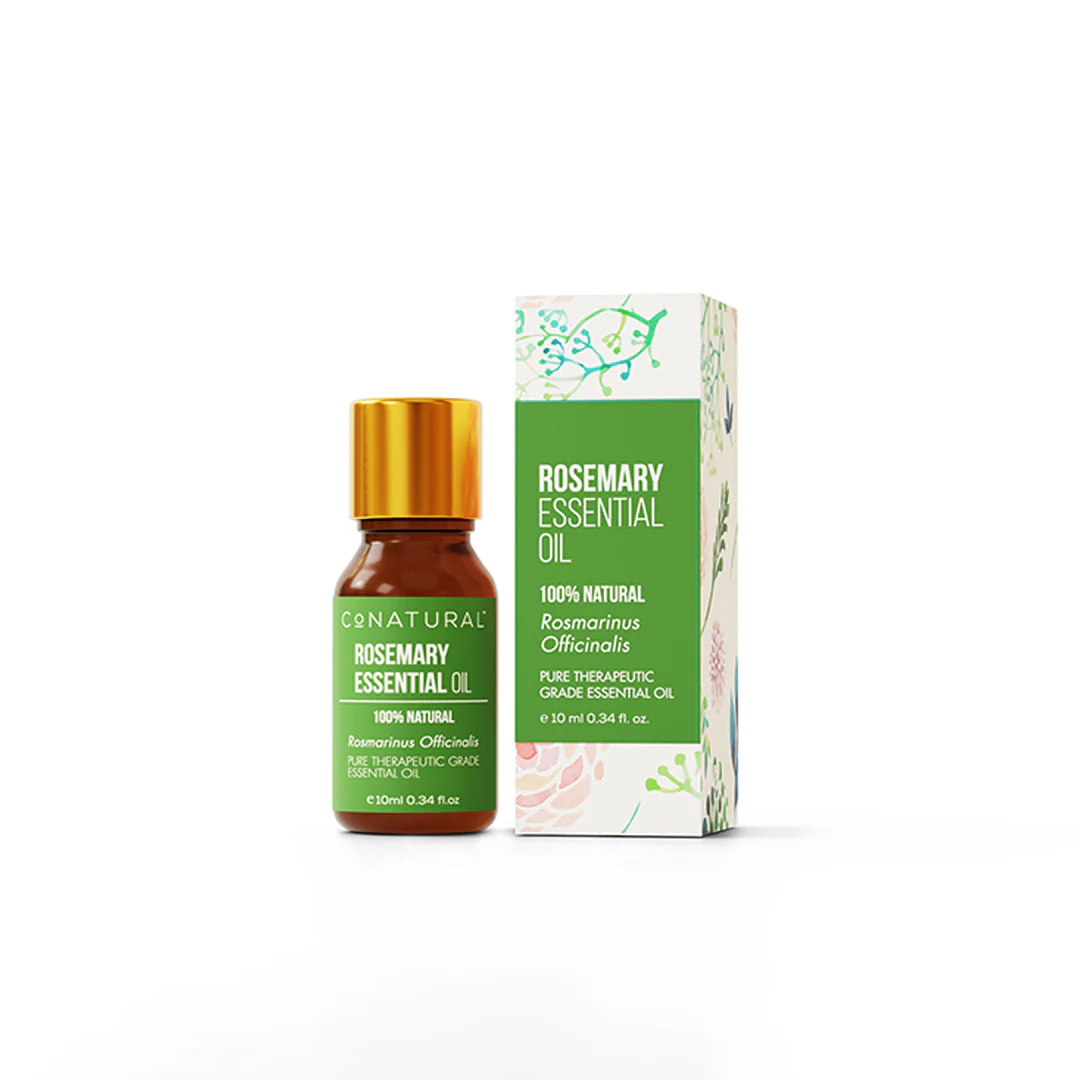 CoNATURAL™
ROSEMARY
ESSENTIAL OIL
100% NATURAL
Rosmarinus Officinalis
PURE THERAPEUTIC GRADE
ESSENTIAL OIL
℮10ml 0.34 fl.oz
ROSEMARY
ESSENTIAL
OIL
100% NATURAL
Rosmarinus
Officinalis
PURE THERAPEUTIC
GRADE ESSENTIAL OIL
℮ 10 ml 0.34 fl. oz.